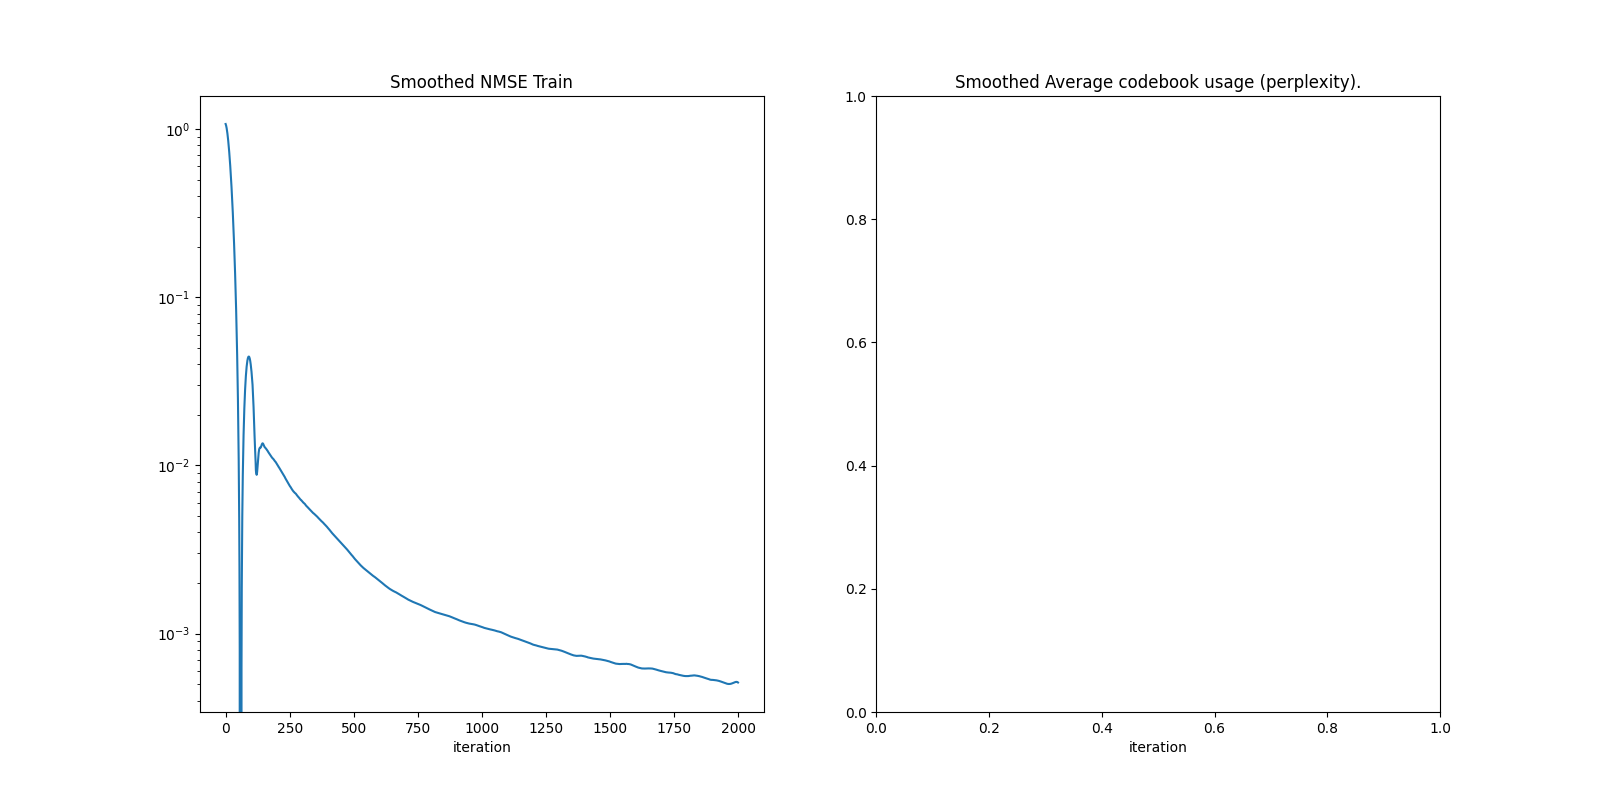 Smoothed NMSE Train
10⁰
10⁻¹
10⁻²
10⁻³
0 250 500 750 1000 1250 1500 1750 2000
iteration
Smoothed Average codebook usage (perplexity).
1.0
0.8
0.6
0.4
0.2
0.0
0.0 0.2 0.4 0.6 0.8 1.0
iteration